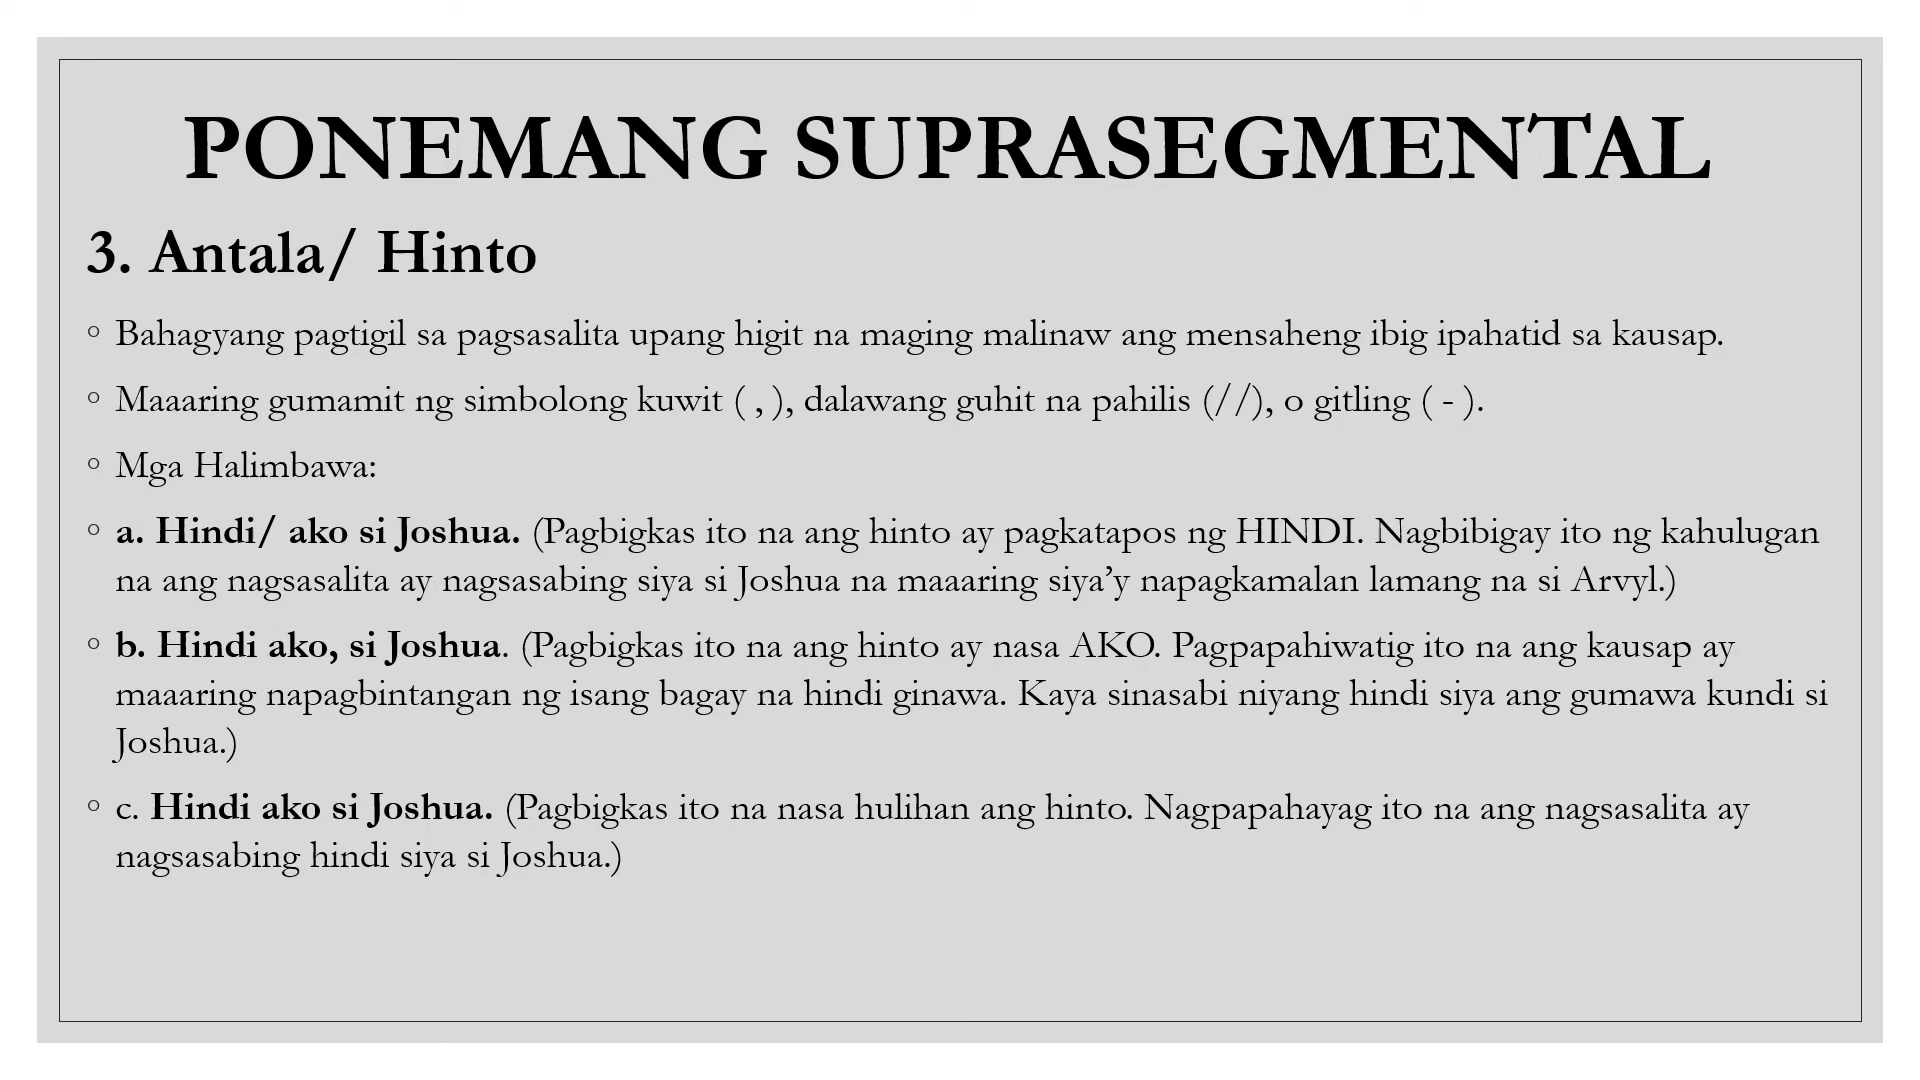 PONEMANG SUPRASEGMENTAL
3. Antala/ Hinto
◦ Bahagyang pagtigil sa pagsasalita upang higit na maging malinaw ang mensaheng ibig ipahatid sa kausap.
◦ Maaaring gumamit ng simbolong kuwit ( , ), dalawang guhit na pahilis (//), o gitling ( - ).
◦ Mga Halimbawa:
◦ a. Hindi/ ako si Joshua. (Pagbigkas ito na ang hinto ay pagkatapos ng HINDI. Nagbibigay ito ng kahulugan
na ang nagsasalita ay nagsasabing siya si Joshua na maaaring siya’y napagkamalan lamang na si Arvyl.)
◦ b. Hindi ako, si Joshua. (Pagbigkas ito na ang hinto ay nasa AKO. Pagpapahiwatig ito na ang kausap ay
maaaring napagbintangan ng isang bagay na hindi ginawa. Kaya sinasabi niyang hindi siya ang gumawa kundi si
Joshua.)
◦ c. Hindi ako si Joshua. (Pagbigkas ito na nasa hulihan ang hinto. Nagpapahayag ito na ang nagsasalita ay
nagsasabing hindi siya si Joshua.)